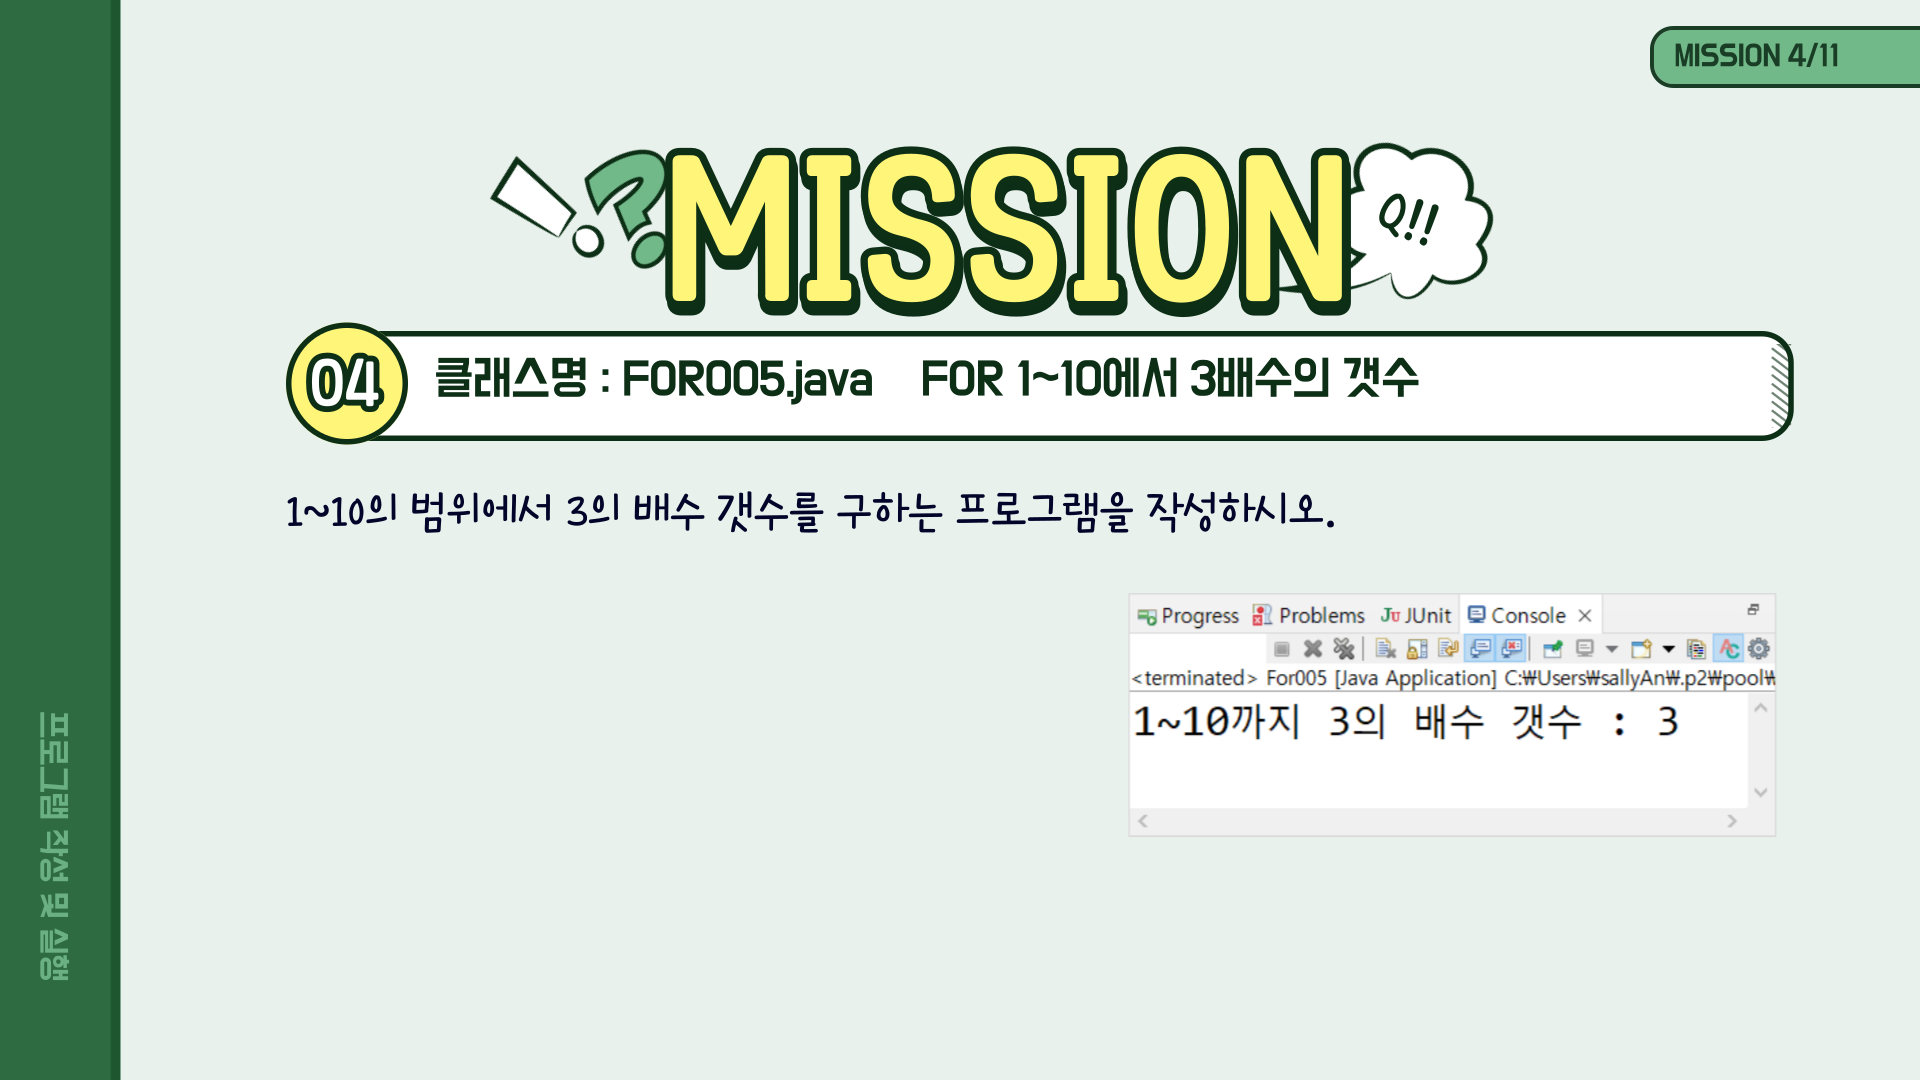 MISSION 4/11
MISSION
Q!!
04
클래스명 : FOR005.java FOR 1~10에서 3배수의 갯수
1~10의 범위에서 3의 배수 갯수를 구하는 프로그램을 작성하시오.
Progress Problems JUnit Console
<terminated> For005 [Java Application] C:₩Users₩sallyAn₩.p2₩pool₩
1~10까지 3의 배수 갯수 : 3
프로그램 작성 및 실행